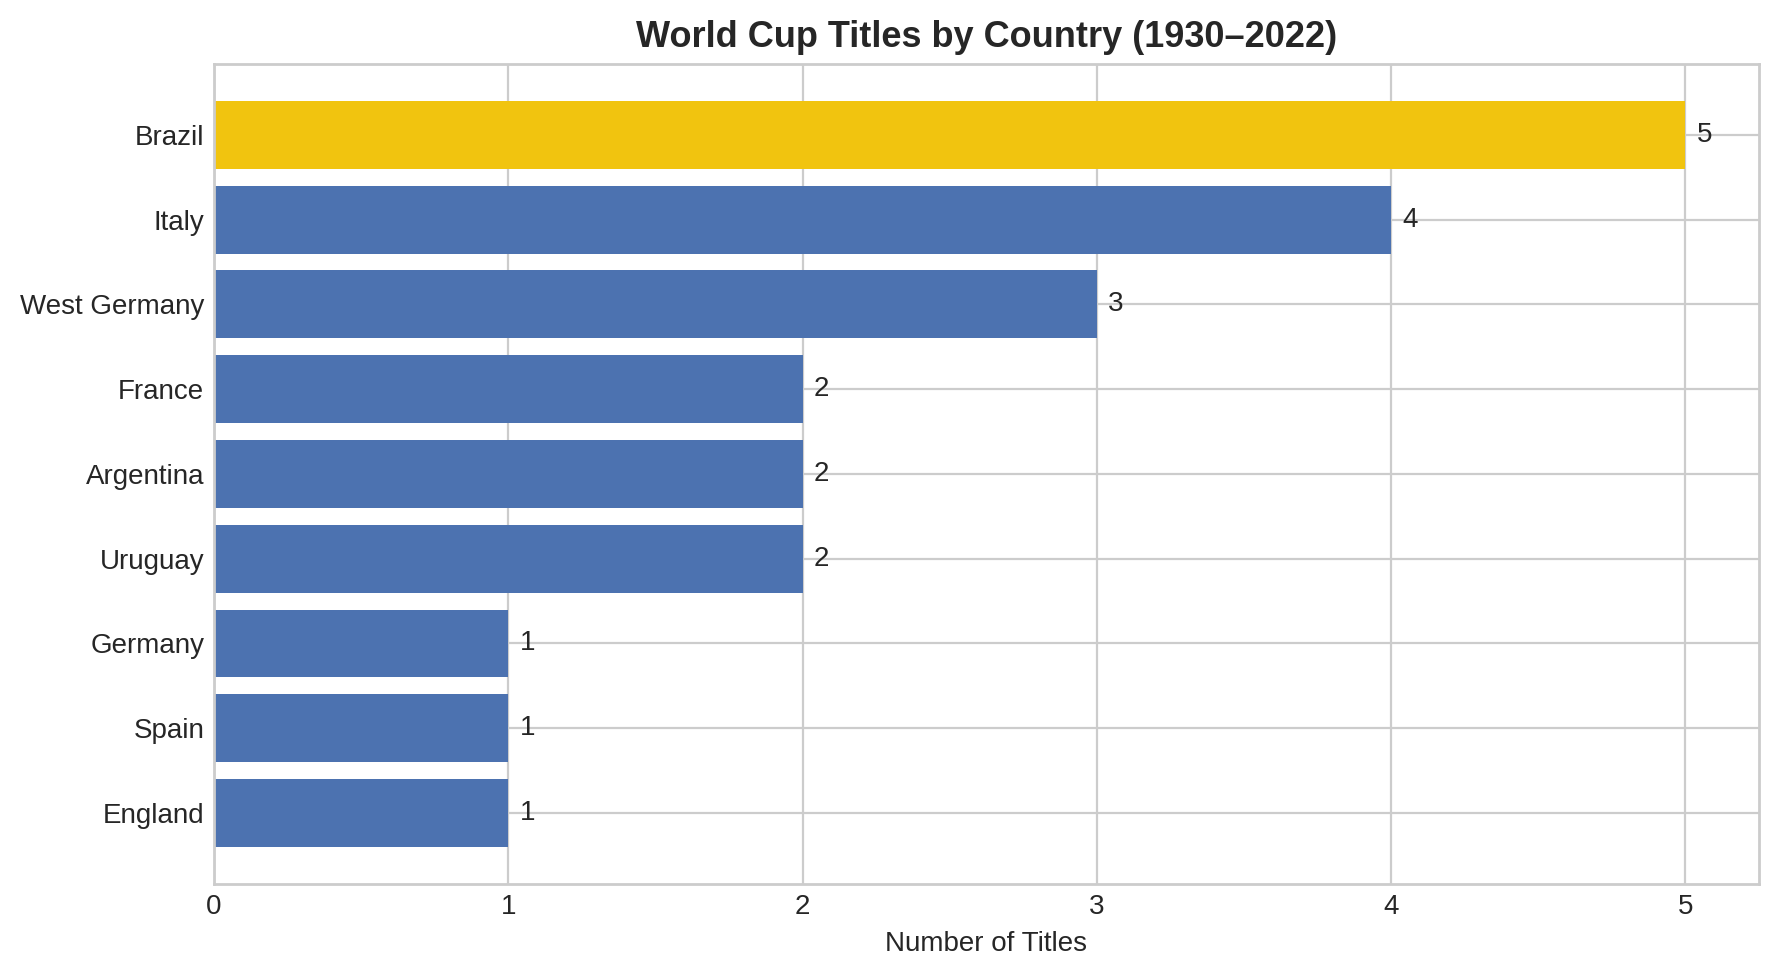 World Cup Titles by Country (1930–2022)
Brazil 5
Italy 4
West Germany 3
France 2
Argentina 2
Uruguay 2
Germany 1
Spain 1
England 1
0 1 2 3 4 5
Number of Titles